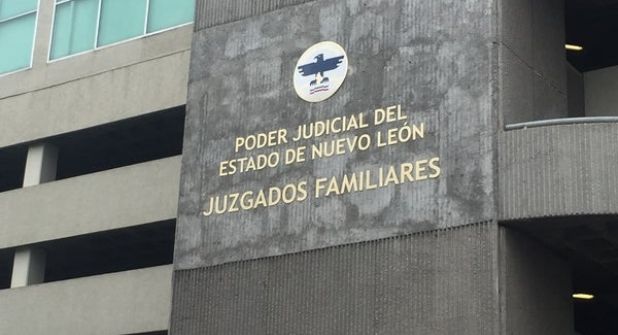 PODER JUDICIAL DEL
ESTADO DE NUEVO LEÓN
JUZGADOS FAMILIARES